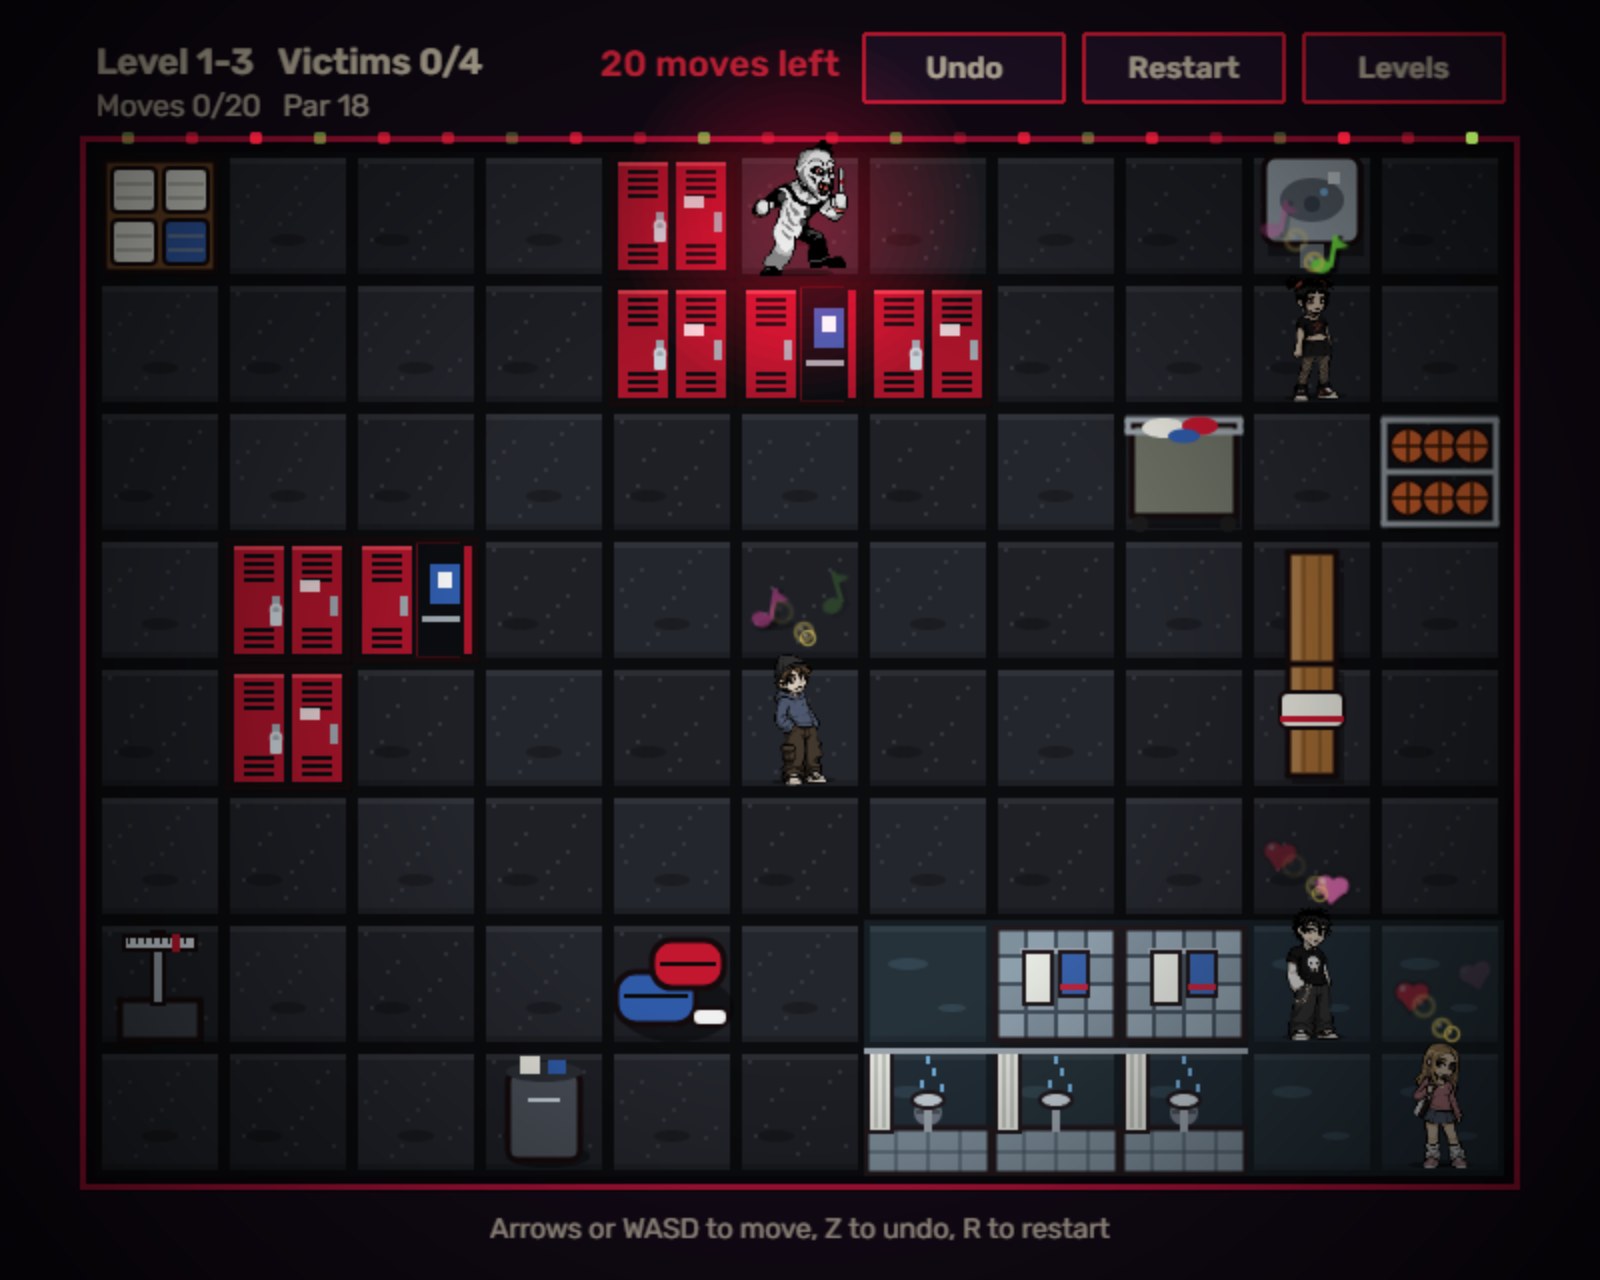 Level 1-3 Victims 0/4
20 moves left
Undo
Restart
Levels
Moves 0/20 Par 18
Arrows or WASD to move, Z to undo, R to restart